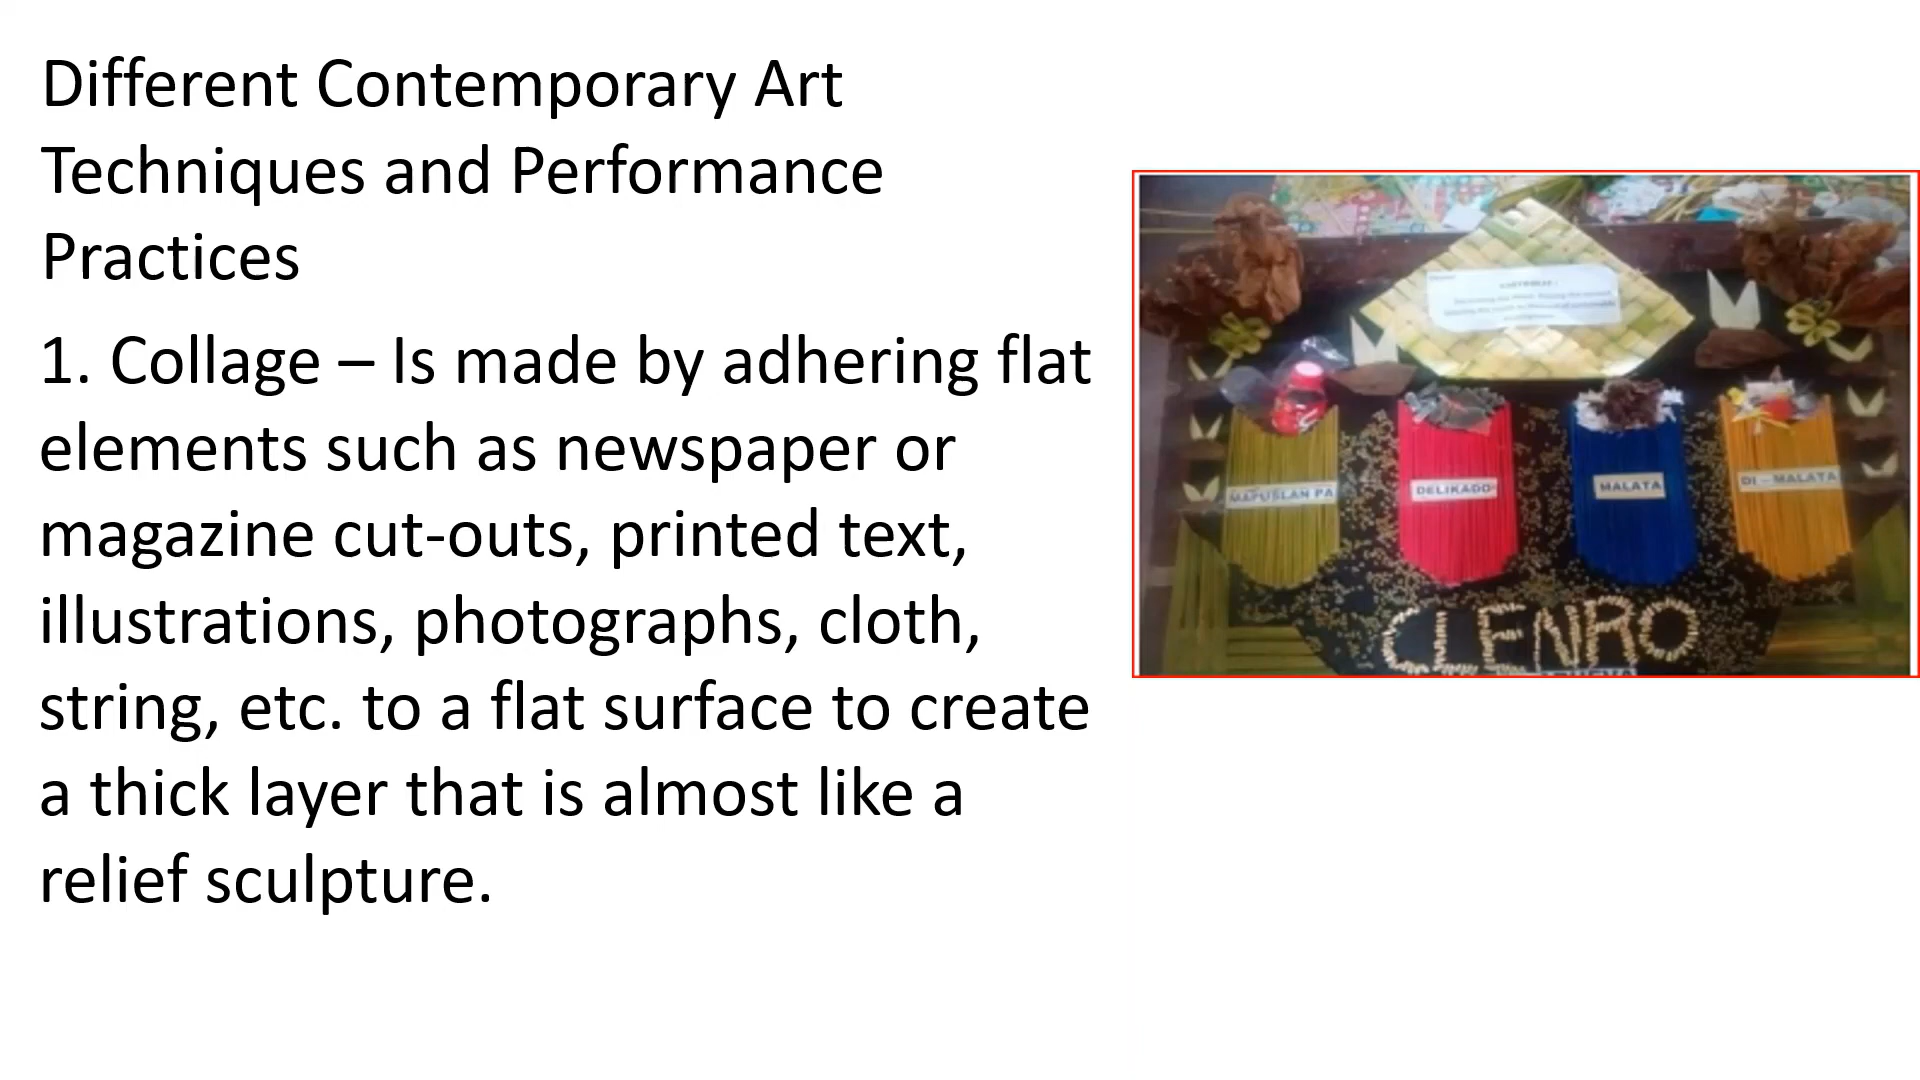 Different Contemporary Art
Techniques and Performance
Practices
1. Collage – Is made by adhering flat
elements such as newspaper or
magazine cut-outs, printed text,
illustrations, photographs, cloth,
string, etc. to a flat surface to create
a thick layer that is almost like a
relief sculpture.
MAPUSLAN PA
DELIKADO
MALATA
DI – MALATA
CLENRO